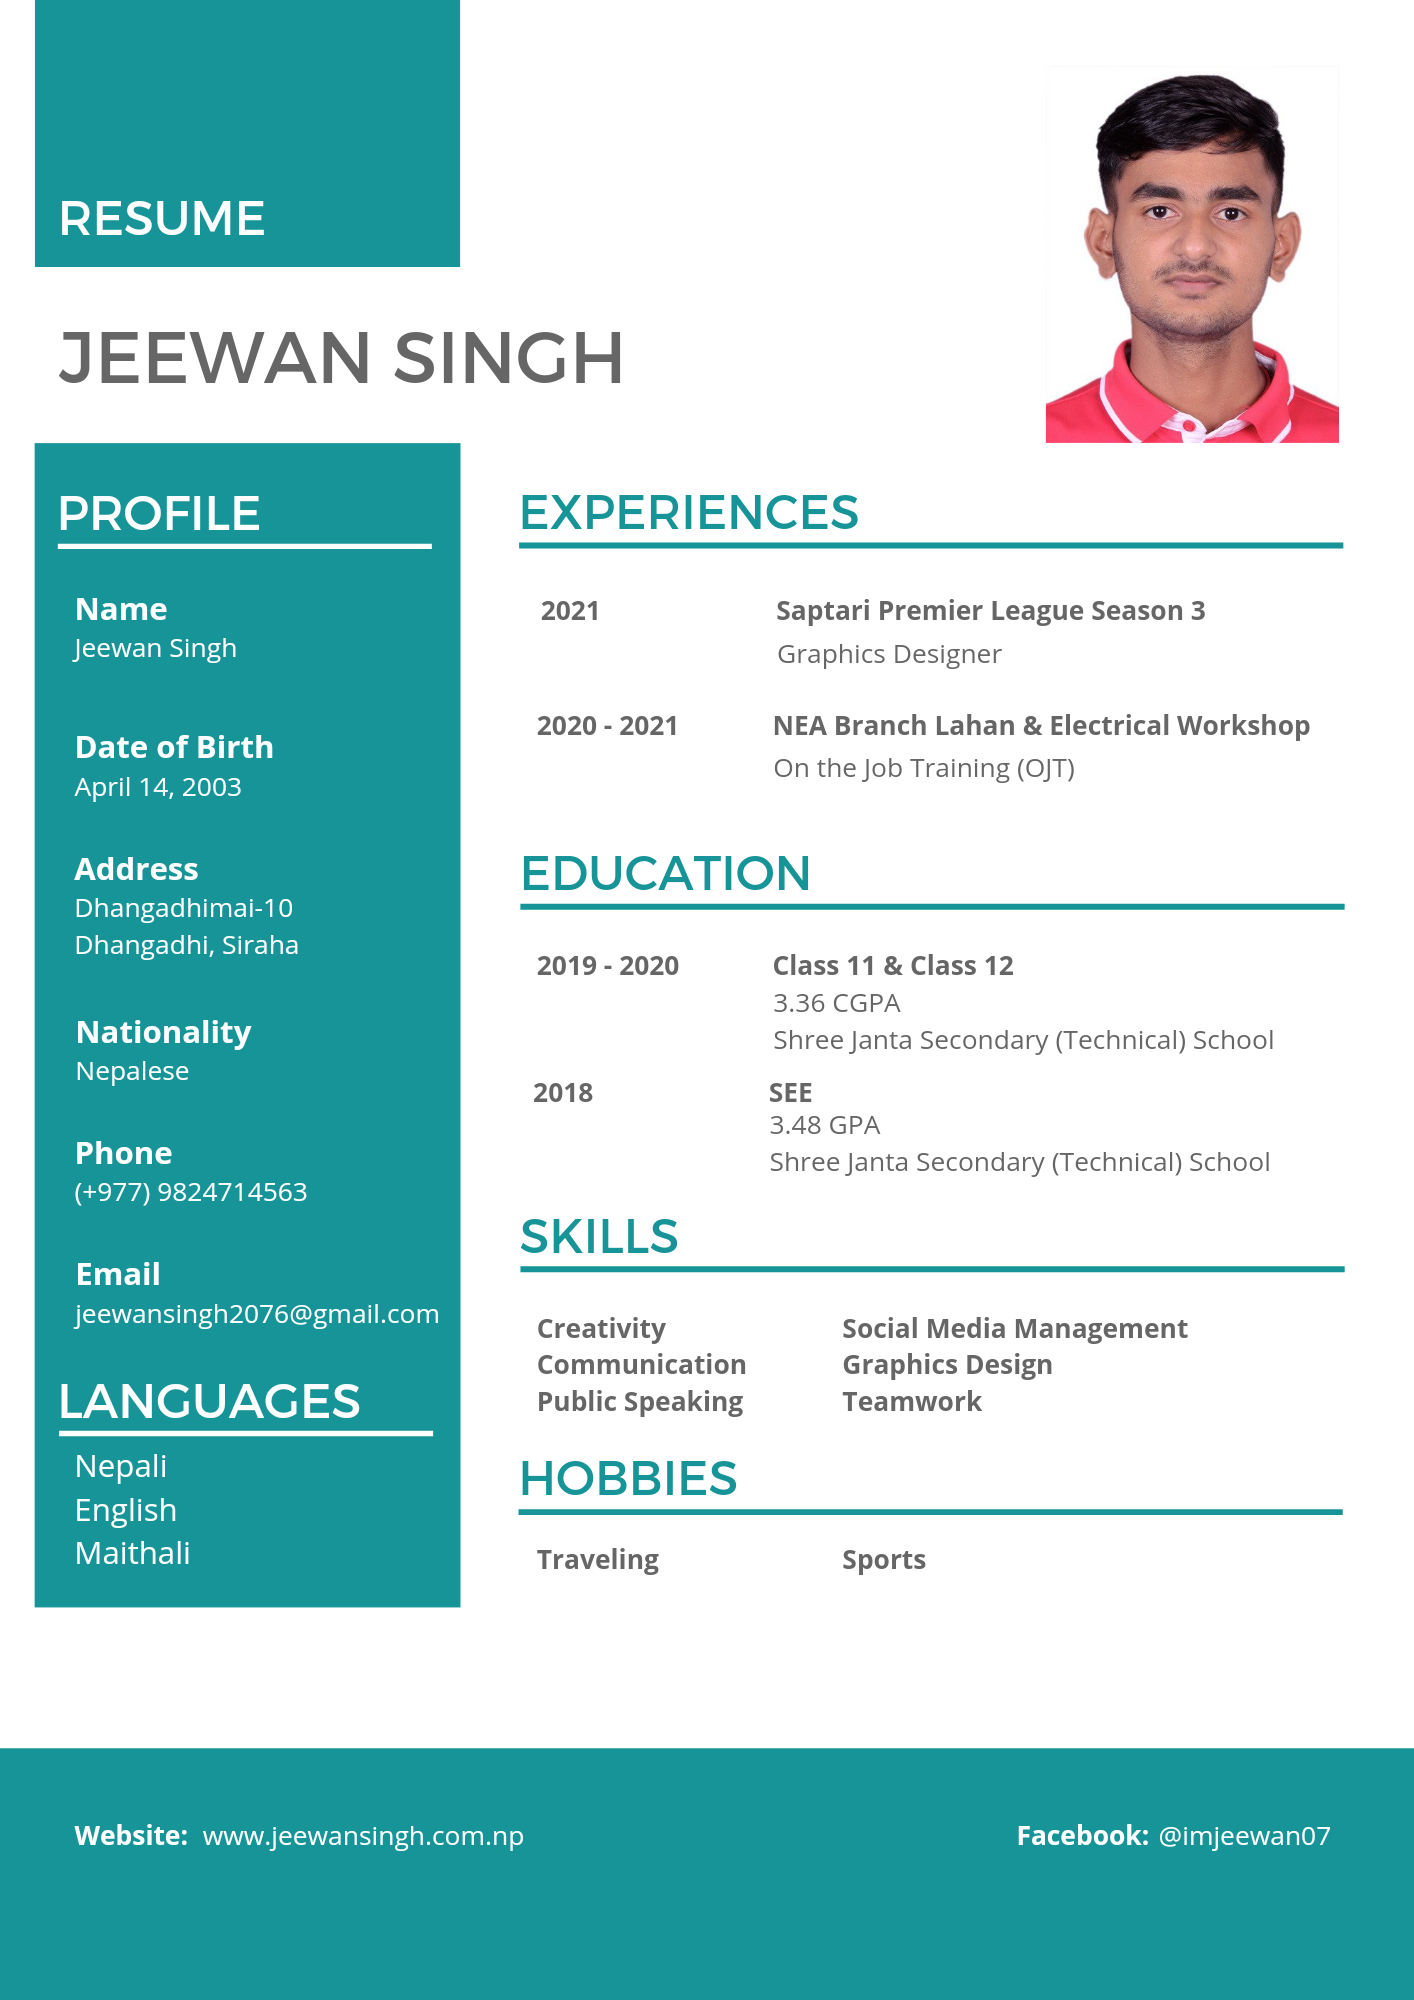 RESUME
JEEWAN SINGH
PROFILE
Name
Jeewan Singh
Date of Birth
April 14, 2003
Address
Dhangadhimai-10
Dhangadhi, Siraha
Nationality
Nepalese
Phone
(+977) 9824714563
Email
jeewansingh2076@gmail.com
LANGUAGES
Nepali
English
Maithali
EXPERIENCES
2021 Saptari Premier League Season 3
Graphics Designer
2020 - 2021 NEA Branch Lahan & Electrical Workshop
On the Job Training (OJT)
EDUCATION
2019 - 2020 Class 11 & Class 12
3.36 CGPA
Shree Janta Secondary (Technical) School
2018 SEE
3.48 GPA
Shree Janta Secondary (Technical) School
SKILLS
Creativity Social Media Management
Communication Graphics Design
Public Speaking Teamwork
HOBBIES
Traveling Sports
Website: www.jeewansingh.com.np Facebook: @imjeewan07